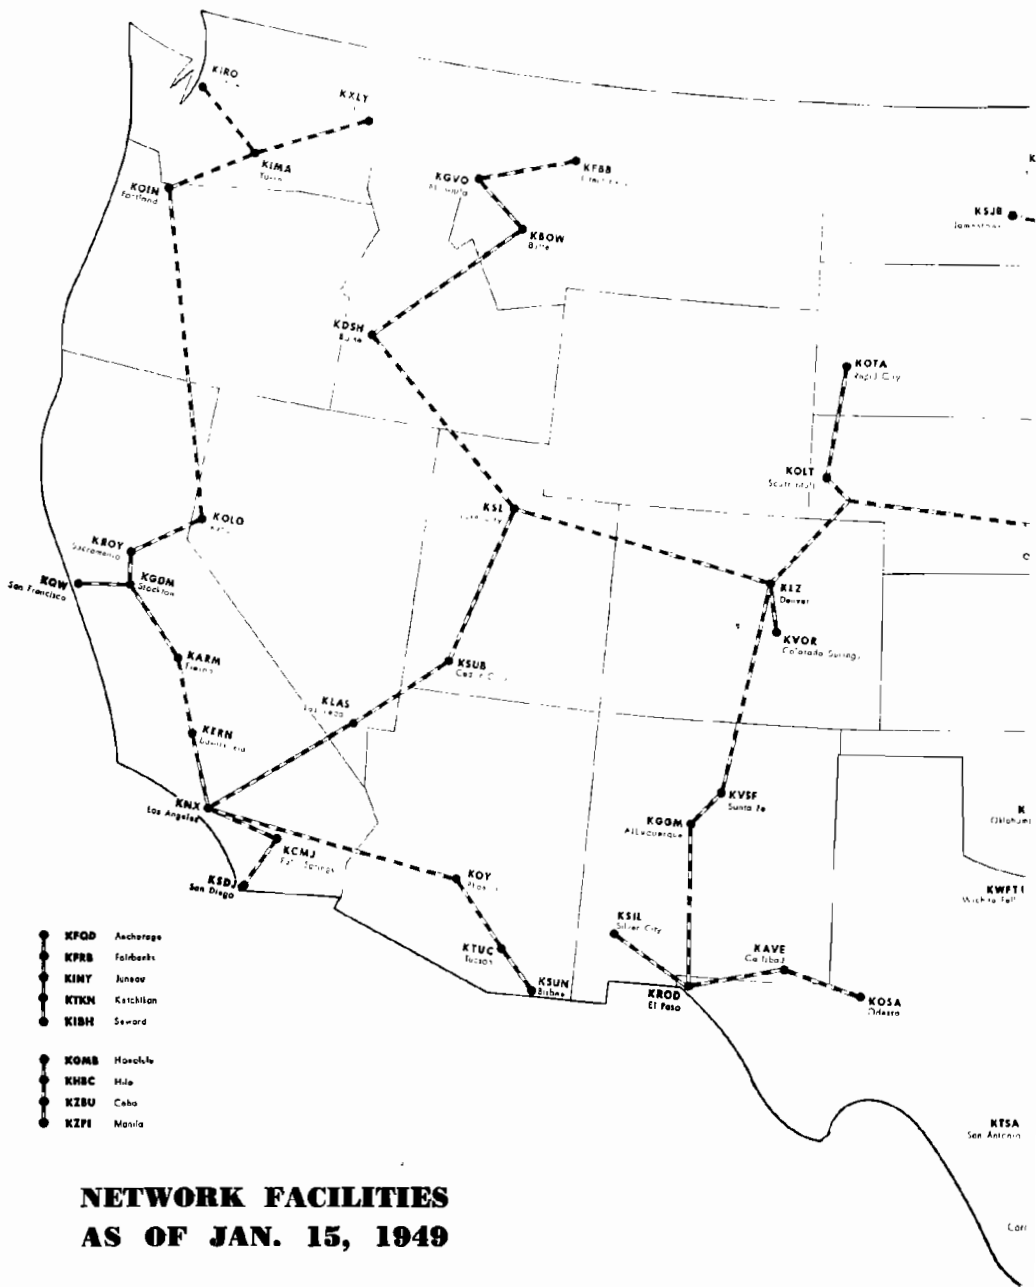 KIRO
KXLY
KIMA
KOIN
Portland
KGVO
KFBB
KBOW
Butte
KSJB
Jamestown
KDSH
KOTA
Rapid City
KOLT
KSL
KOLO
KROY
Sacramento
KQW
San Francisco
KGDM
Stockton
KLZ
Denver
KVOR
Colorado Springs
KARM
KSUB
KLAS
KERN
KNX
Los Angeles
KVSF
Santa Fe
KGGM
Albuquerque
K
KCMJ
Palm Springs
KSDJ
San Diego
KOY
KWFT
KSIL
Silver City
KTUC
Tucson
KAVE
KSUN
Bisbee
KROD
El Paso
KOSA
KFQD Anchorage
KFRB Fairbanks
KINY Juneau
KTKN Ketchikan
KIBH Seward
KGMB Honolulu
KHBC Hilo
KZBU Cebu
KZPI Manila
KTSA
San Antonio
NETWORK FACILITIES
AS OF JAN. 15, 1949